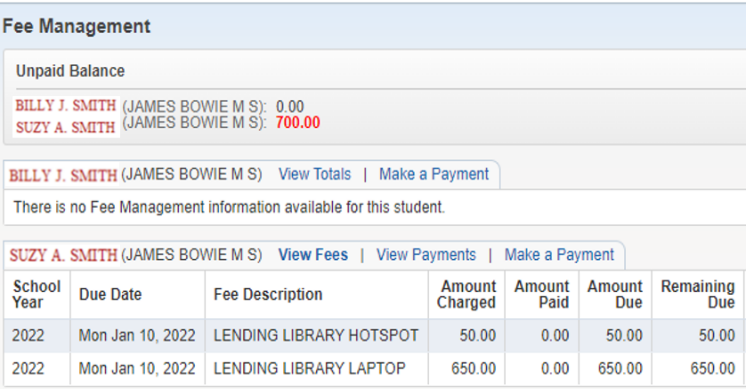 Fee Management
Unpaid Balance
BILLY J. SMITH (JAMES BOWIE M S): 0.00
SUZY A. SMITH (JAMES BOWIE M S): 700.00
BILLY J. SMITH (JAMES BOWIE M S) View Totals | Make a Payment
There is no Fee Management information available for this student.
SUZY A. SMITH (JAMES BOWIE M S) View Fees | View Payments | Make a Payment
School Year Due Date Fee Description Amount Charged Amount Paid Amount Due Remaining Due
2022 Mon Jan 10, 2022 LENDING LIBRARY HOTSPOT 50.00 0.00 50.00 50.00
2022 Mon Jan 10, 2022 LENDING LIBRARY LAPTOP 650.00 0.00 650.00 650.00